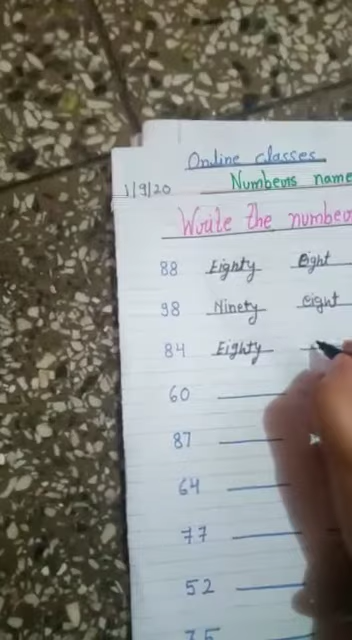 Online classes
1/9/20 Numbers name
Write the number
88 Eighty eight
98 Ninety eight
84 Eighty
60
87
64
77
52
75